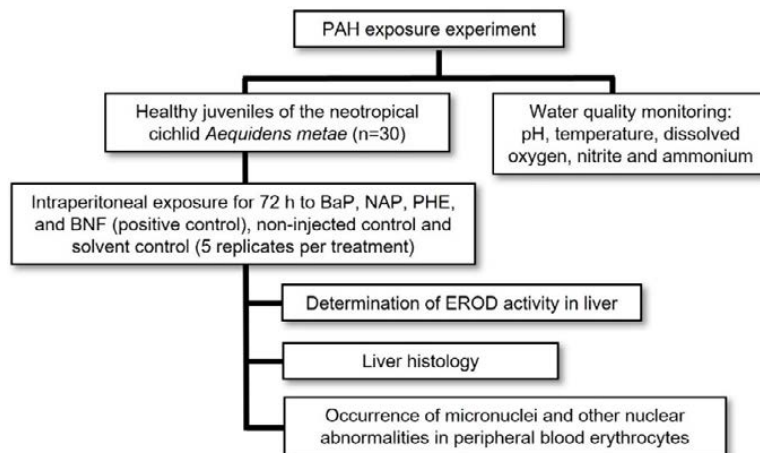 PAH exposure experiment
Healthy juveniles of the neotropical
cichlid Aequidens metae (n=30)
Water quality monitoring:
pH, temperature, dissolved
oxygen, nitrite and ammonium
Intraperitoneal exposure for 72 h to BaP, NAP, PHE,
and BNF (positive control), non-injected control and
solvent control (5 replicates per treatment)
Determination of EROD activity in liver
Liver histology
Occurrence of micronuclei and other nuclear
abnormalities in peripheral blood erythrocytes